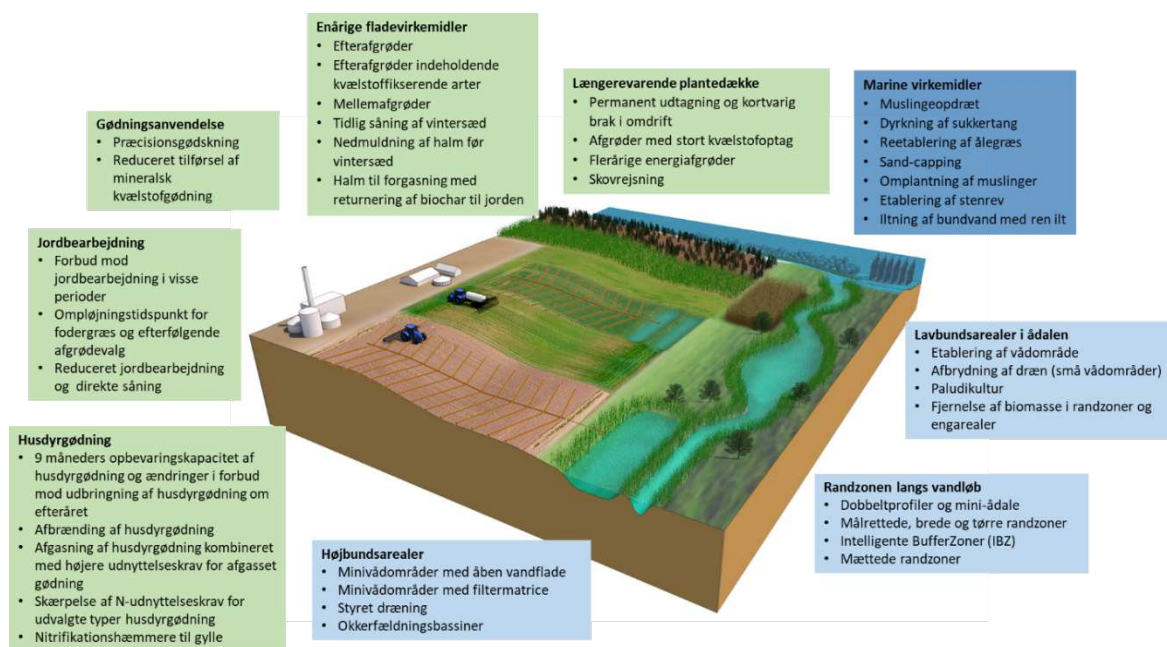 Enårige fladevirkemidler
• Efterafgrøder
• Efterafgrøder indeholdende
kvælstoffikserende arter
• Mellemafgrøder
• Tidlig såning af vintersæd
• Nedmuldning af halm før
vintersæd
• Halm til forgasning med
returnering af biochar til jorden
Længerevarende plantedække
• Permanent udtagning og kortvarig
brak i omdrift
• Afgrøder med stort kvælstofoptag
• Flerårige energiafgrøder
• Skovrejsning
Marine virkemidler
• Muslingeopdræt
• Dyrkning af sukkertang
• Reetablering af ålegræs
• Sand-capping
• Omplantning af muslinger
• Etablering af stenrev
• Iltning af bundvand med ren ilt
Gødningsanvendelse
• Præcisionsgødskning
• Reduceret tilførsel af
mineralsk
kvælstofgødning
Jordbearbejdning
• Forbud mod
jordbearbejdning i visse
perioder
• Ompløjningstidspunkt for
fodergræs og efterfølgende
afgrødevalg
• Reduceret jordbearbejdning
og direkte såning
Lavbundsarealer i ådalen
• Etablering af vådområde
• Afbrydning af dræn (små vådområder)
• Paludikultur
• Fjernelse af biomasse i randzoner og
engarealer
Husdyrgødning
• 9 måneders opbevaringskapacitet af
husdyrgødning og ændringer i forbud
mod udbringning af husdyrgødning om
efteråret
• Afbrænding af husdyrgødning
• Afgasning af husdyrgødning kombineret
med højere udnyttelseskrav for afgasset
gødning
• Skærpelse af N-udnyttelseskrav for
udvalgte typer husdyrgødning
• Nitrifikationshæmmere til gylle
Højbundsarealer
• Minivådområder med åben vandflade
• Minivådområder med filtermatrice
• Styret dræning
• Okkerfældningsbassiner
Randzonen langs vandløb
• Dobbeltprofiler og mini-ådale
• Målrettede, brede og tørre randzoner
• Intelligente BufferZoner (IBZ)
• Mættede randzoner